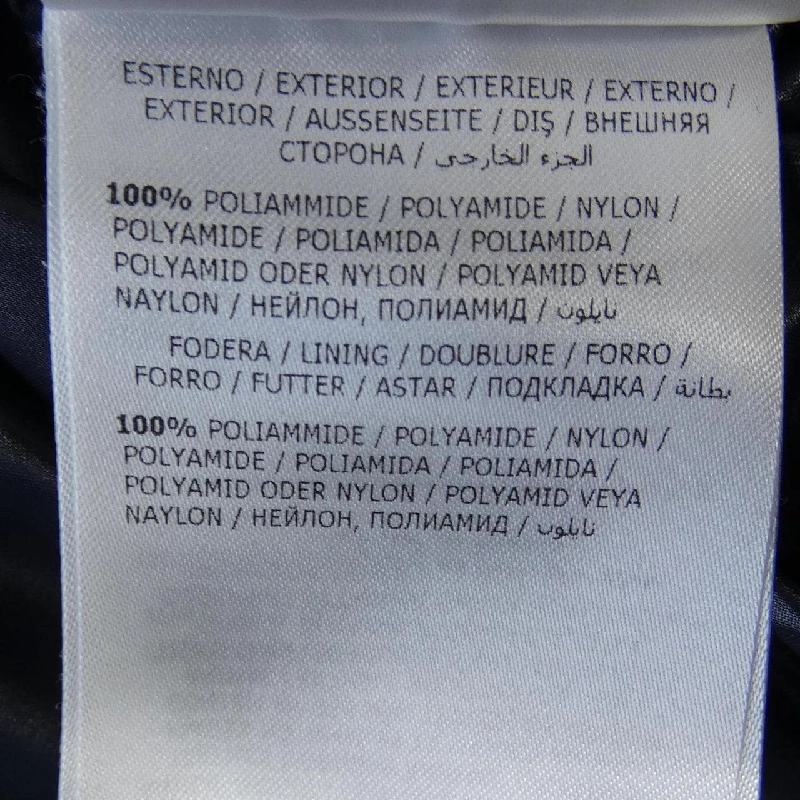 ESTERNO / EXTERIOR / EXTERIEUR / EXTERNO /
EXTERIOR / AUSSENSEITE / DIŞ / ВНЕШНЯЯ
СТОРОНА / الجزء الخارجي
100% POLIAMMIDE / POLYAMIDE / NYLON /
POLYAMIDE / POLIAMIDA / POLIAMIDA /
POLYAMID ODER NYLON / POLYAMID VEYA
NAYLON / НЕЙЛОН, ПОЛИАМИД / نايلون
FODERA / LINING / DOUBLURE / FORRO /
FORRO / FUTTER / ASTAR / ПОДКЛАДКА / بطانة
100% POLIAMMIDE / POLYAMIDE / NYLON /
POLYAMIDE / POLIAMIDA / POLIAMIDA /
POLYAMID ODER NYLON / POLYAMID VEYA
NAYLON / НЕЙЛОН, ПОЛИАМИД / نايلون